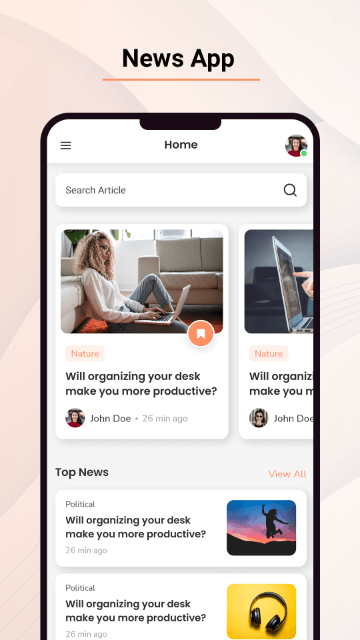 News App
Home
Search Article
Nature
Will organizing your desk
make you more productive?
John Doe • 26 min ago
Nature
Will organizi
make you m
John Doe
Top News
View All
Political
Will organizing your desk
make you more productive?
26 min ago
Political
Will organizing your desk
make you more productive?
26 min ago